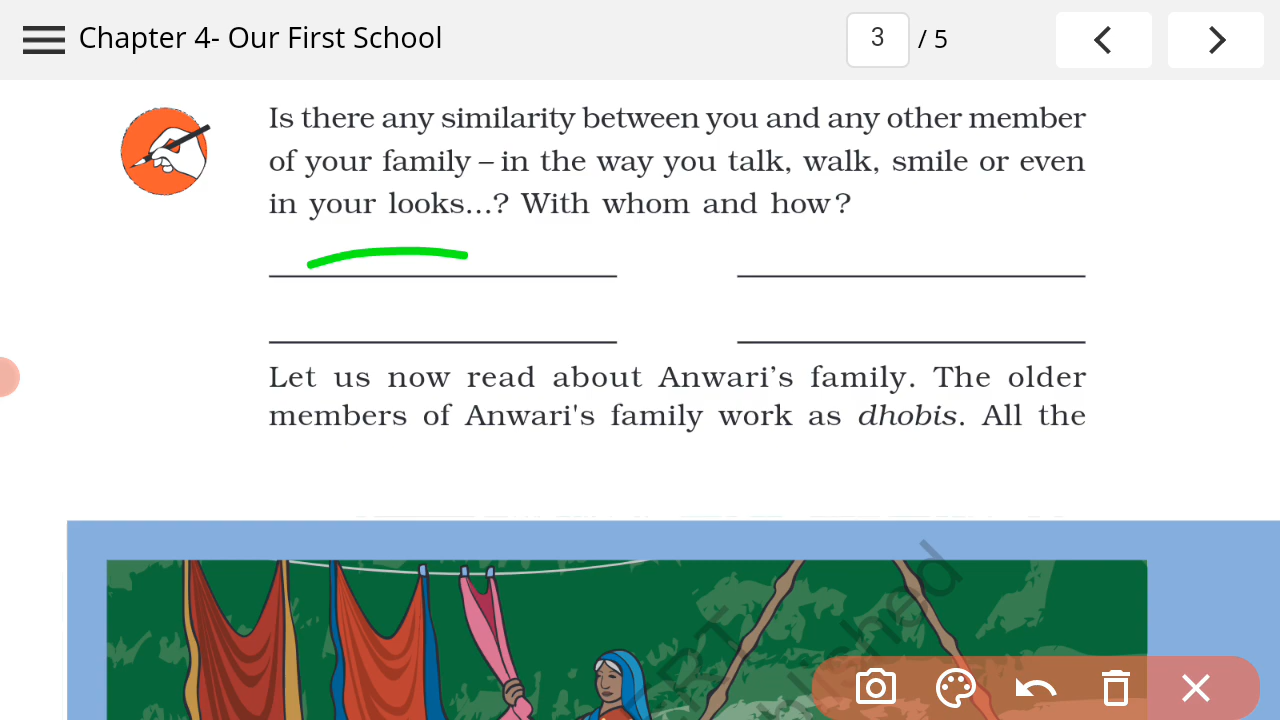 Chapter 4- Our First School
3 / 5
Is there any similarity between you and any other member
of your family – in the way you talk, walk, smile or even
in your looks...? With whom and how?
Let us now read about Anwari’s family. The older
members of Anwari's family work as dhobis. All the